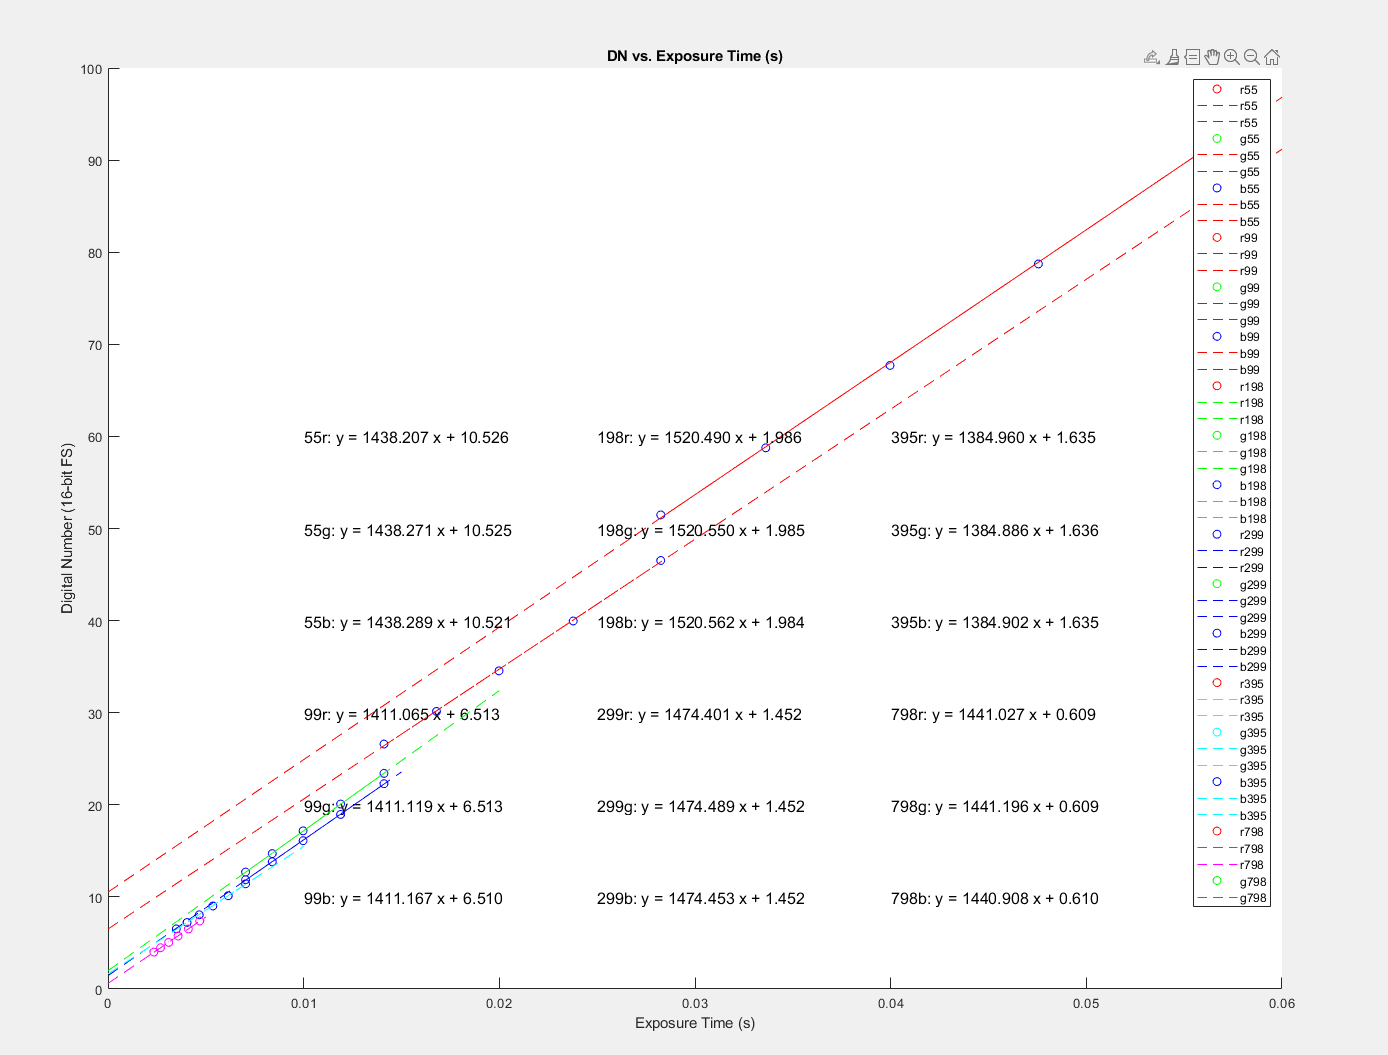 DN vs. Exposure Time (s)
100
90
80
70
60
50
40
30
20
10
0
Digital Number (16-bit FS)
0
0.01
0.02
0.03
0.04
0.05
0.06
Exposure Time (s)
55r: y = 1438.207 x + 10.526
55g: y = 1438.271 x + 10.525
55b: y = 1438.289 x + 10.521
99r: y = 1411.065 x + 6.513
99g: y = 1411.119 x + 6.513
99b: y = 1411.167 x + 6.510
198r: y = 1520.490 x + 1.986
198g: y = 1520.550 x + 1.985
198b: y = 1520.562 x + 1.984
299r: y = 1474.401 x + 1.452
299g: y = 1474.489 x + 1.452
299b: y = 1474.453 x + 1.452
395r: y = 1384.960 x + 1.635
395g: y = 1384.886 x + 1.636
395b: y = 1384.902 x + 1.635
798r: y = 1441.027 x + 0.609
798g: y = 1441.196 x + 0.609
798b: y = 1440.908 x + 0.610
r55
r55
r55
g55
g55
g55
b55
b55
b55
r99
r99
r99
g99
g99
g99
b99
b99
b99
r198
r198
r198
g198
g198
g198
b198
b198
b198
r299
r299
r299
g299
g299
g299
b299
b299
b299
r395
r395
r395
g395
g395
g395
b395
b395
b395
r798
r798
r798
g798
g798